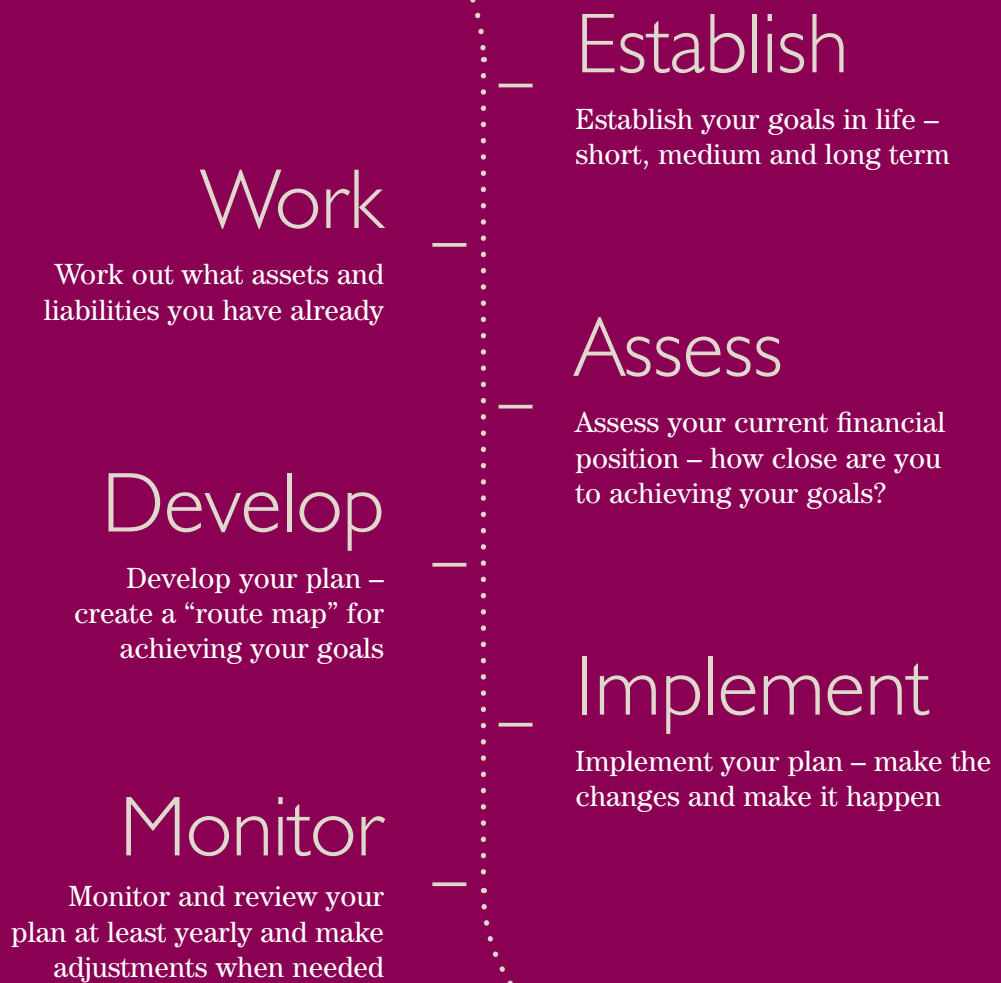 Establish
Establish your goals in life –
short, medium and long term
Work
Work out what assets and
liabilities you have already
Assess
Assess your current financial
position – how close are you
to achieving your goals?
Develop
Develop your plan –
create a “route map” for
achieving your goals
Implement
Implement your plan – make the
changes and make it happen
Monitor
Monitor and review your
plan at least yearly and make
adjustments when needed